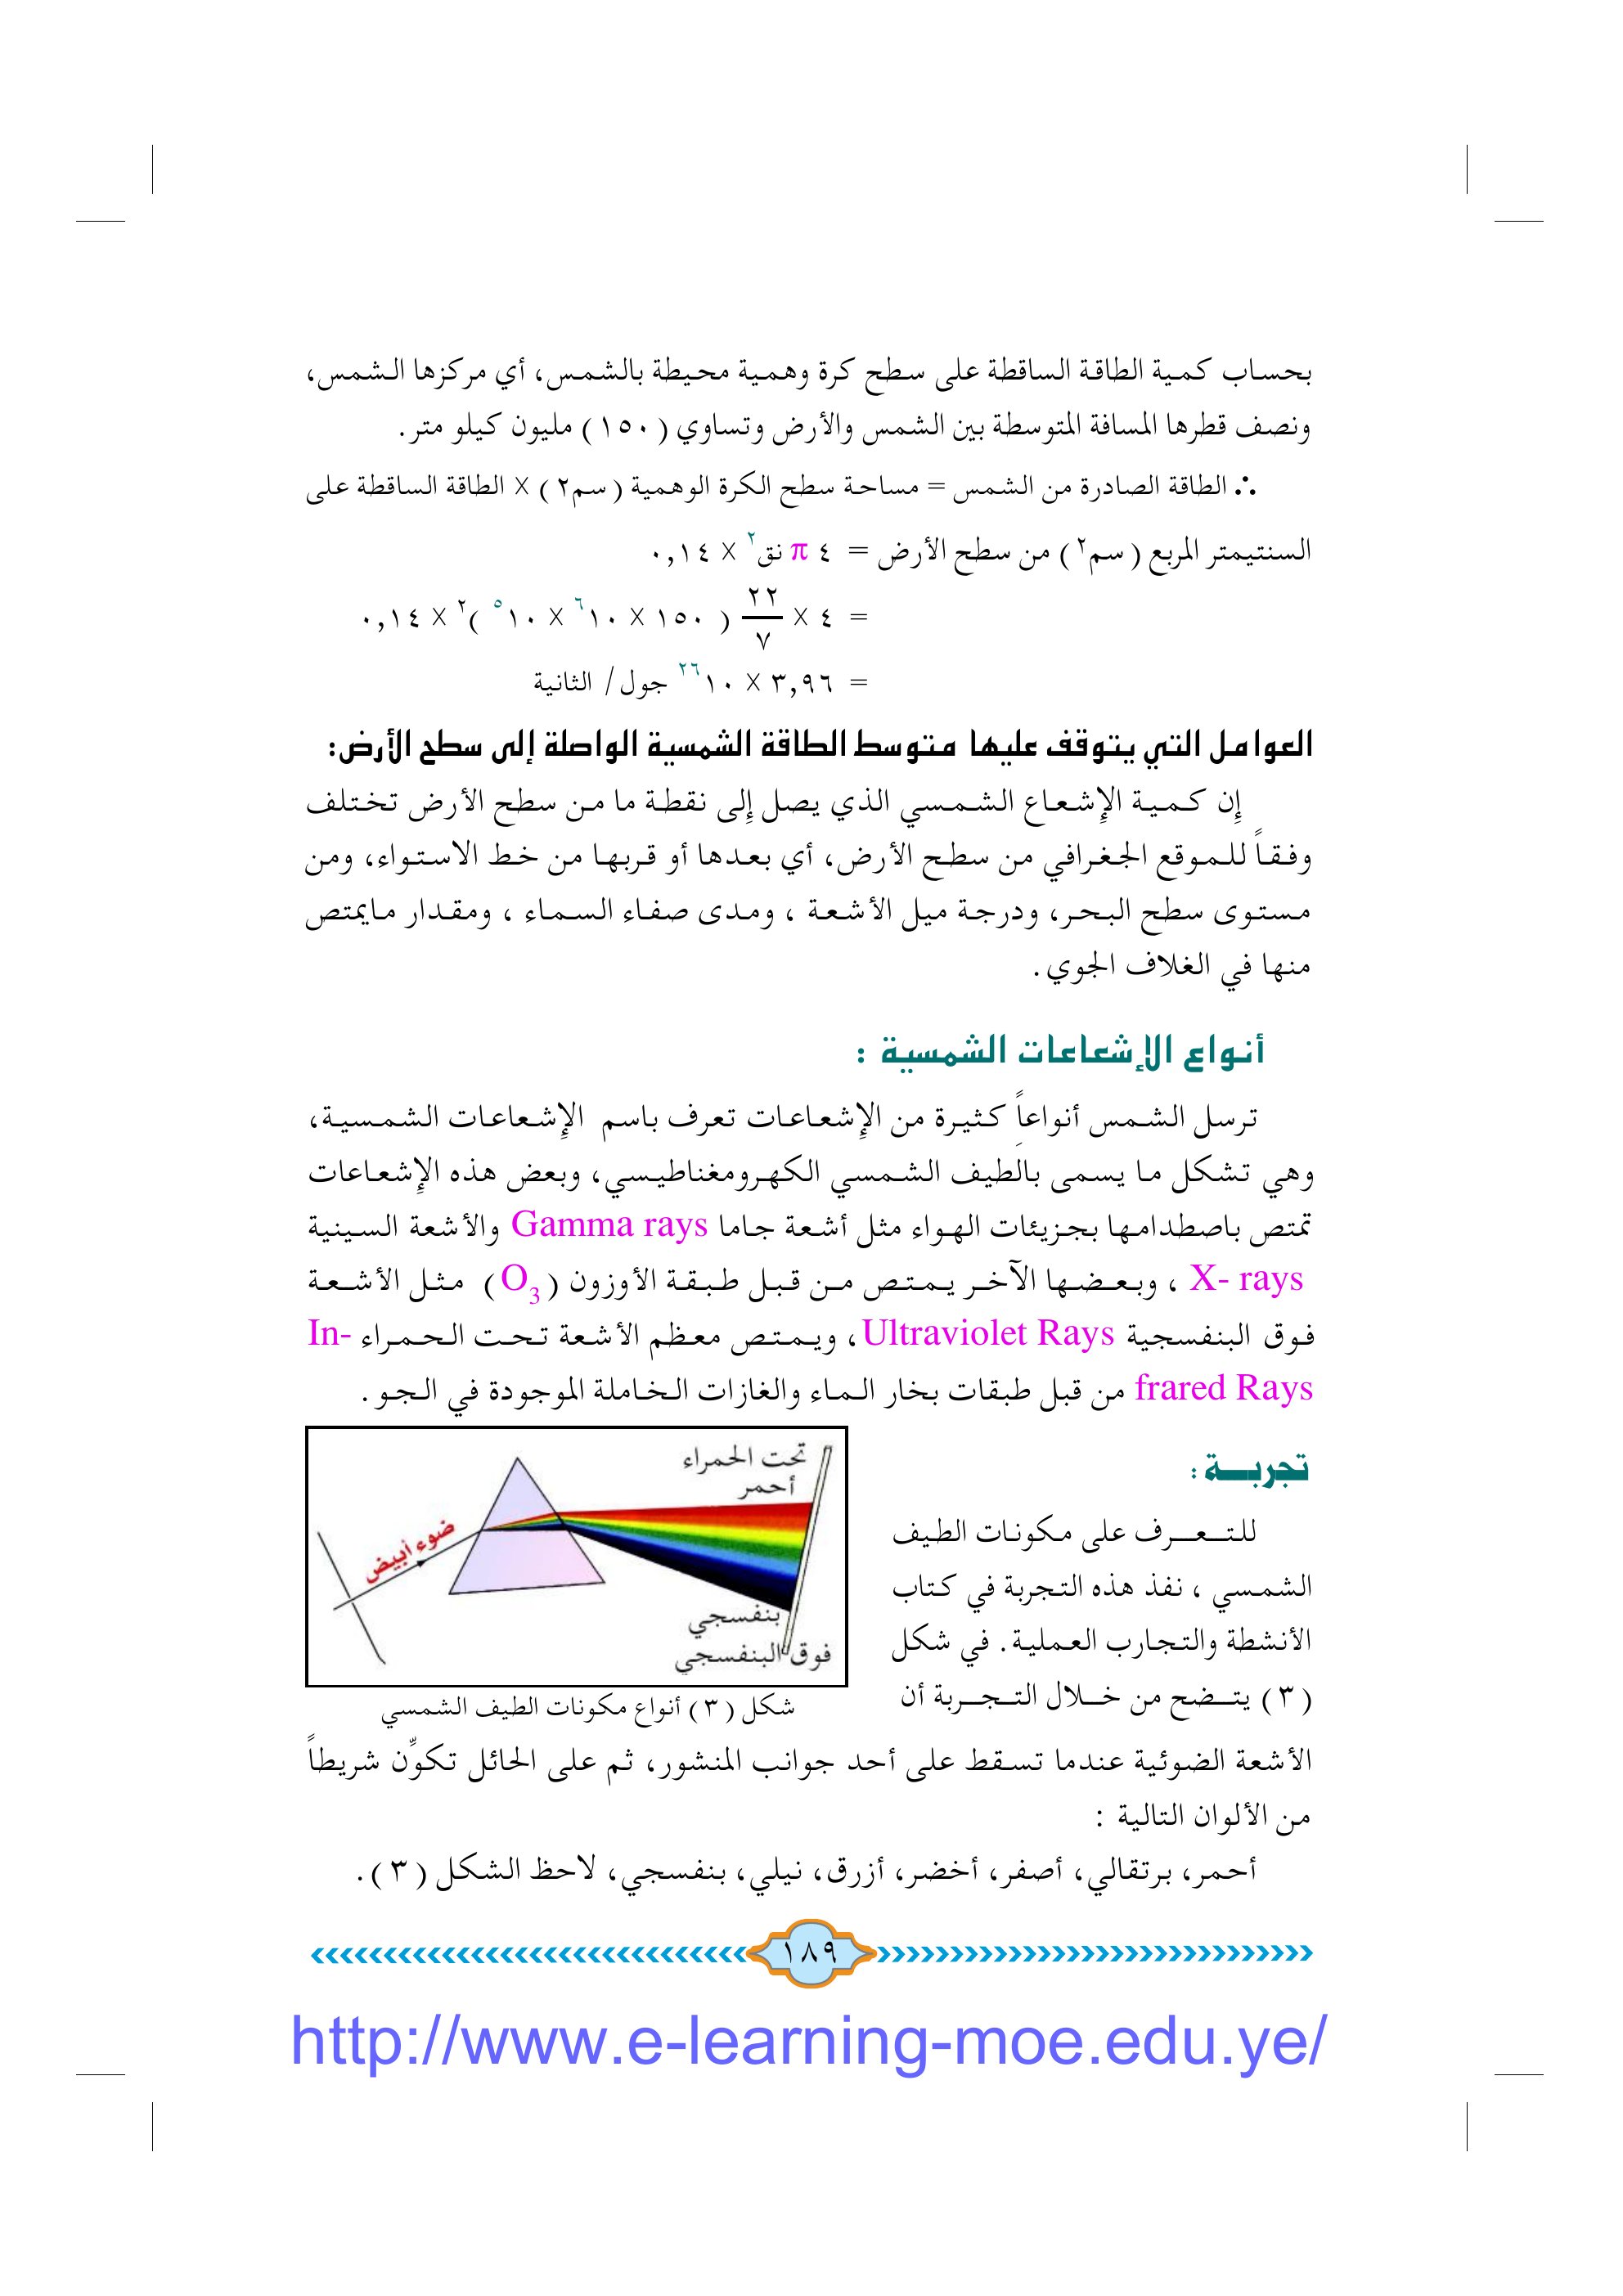 بحساب كمية الطاقة الساقطة على سطح كرة وهمية محيطة بالشمس، أي مركزها الشمس،
ونصف قطرها المسافة المتوسطة بين الشمس والأرض وتساوي (١٥٠) مليون كيلو متر.
∴ الطاقة الصادرة من الشمس = مساحة سطح الكرة الوهمية (سم٢) × الطاقة الساقطة على
السنتيمتر المربع (سم٢) من سطح الأرض = ٤ π نق٢ × ٠,١٤
= ٤ × ٢٢/٧ (١٥٠ × ١٠٦ × ١٠٥)٢ × ٠,١٤
= ٣,٩٦ × ١٠٢٦ جول/ الثانية
العوامل التي يتوقف عليها متوسط الطاقة الشمسية الواصلة إلى سطح الأرض:
إن كمية الإشعاع الشمسي الذي يصل إلى نقطة ما من سطح الأرض تختلف
وفقاً للموقع الجغرافي من سطح الأرض، أي بعدها أو قربها من خط الاستواء، ومن
مستوى سطح البحر، ودرجة ميل الأشعة ، ومدى صفاء السماء ، ومقدار مايمتص
منها في الغلاف الجوي.
أنواع الإشعاعات الشمسية :
ترسل الشمس أنواعاً كثيرة من الإشعاعات تعرف باسم الإشعاعات الشمسية،
وهي تشكل ما يسمى بالطيف الشمسي الكهرومغناطيسي، وبعض هذه الإشعاعات
تمتص باصطدامها بجزيئات الهواء مثل أشعة جاما Gamma rays والأشعة السينية
X- rays ، وبعضها الآخر يمتص من قبل طبقة الأوزون (O3) مثل الأشعة
فوق البنفسجية Ultraviolet Rays، ويمتص معظم الأشعة تحت الحمراء In-
frared Rays من قبل طبقات بخار الماء والغازات الخاملة الموجودة في الجو.
تجربة :
للتعرف على مكونات الطيف
الشمسي ، نفذ هذه التجربة في كتاب
الأنشطة والتجارب العملية. في شكل
(٣) يتضح من خلال التجربة أن
تحت الحمراء
أحمر
ضوء أبيض
بنفسجي
فوق البنفسجي
شكل (٣) أنواع مكونات الطيف الشمسي
الأشعة الضوئية عندما تسقط على أحد جوانب المنشور، ثم على الحائل تكوِّن شريطاً
من الألوان التالية :
أحمر، برتقالي، أصفر، أخضر، أزرق، نيلي، بنفسجي، لاحظ الشكل (٣).
١٨٩
http://www.e-learning-moe.edu.ye/